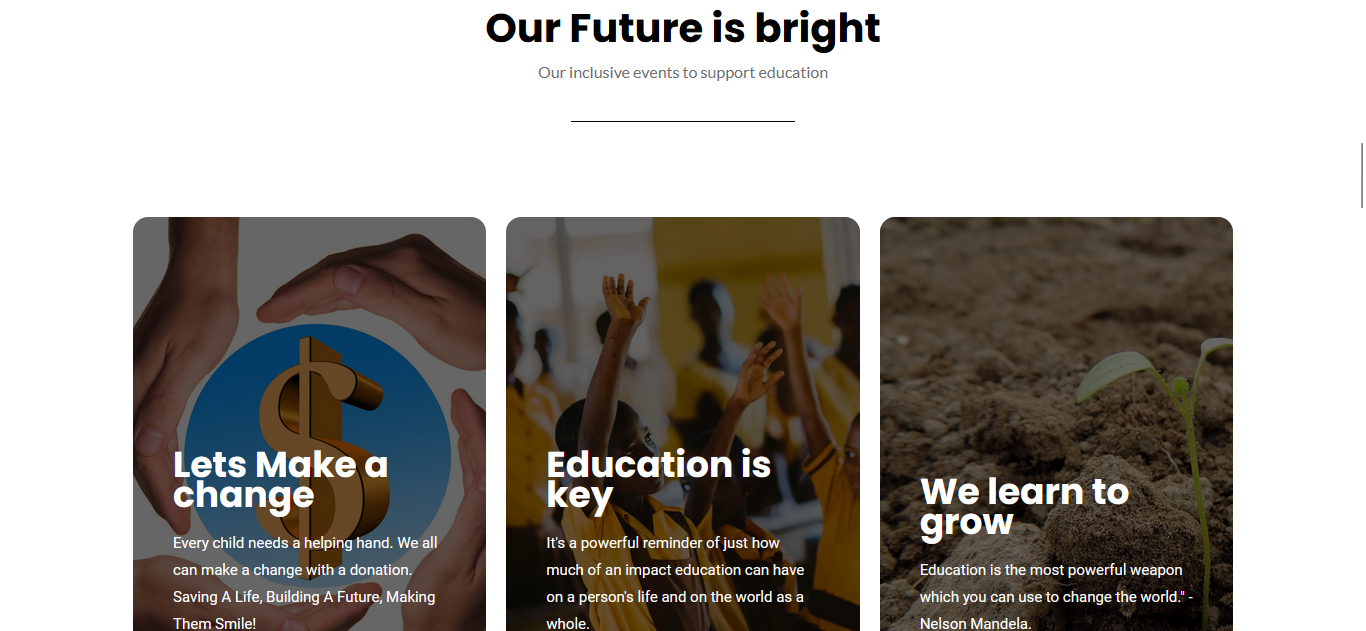 Our Future is bright
Our inclusive events to support education
Lets Make a
change
Every child needs a helping hand. We all
can make a change with a donation.
Saving A Life, Building A Future, Making
Them Smile!
Education is
key
It's a powerful reminder of just how
much of an impact education can have
on a person's life and on the world as a
whole.
We learn to
grow
Education is the most powerful weapon
which you can use to change the world." -
Nelson Mandela.